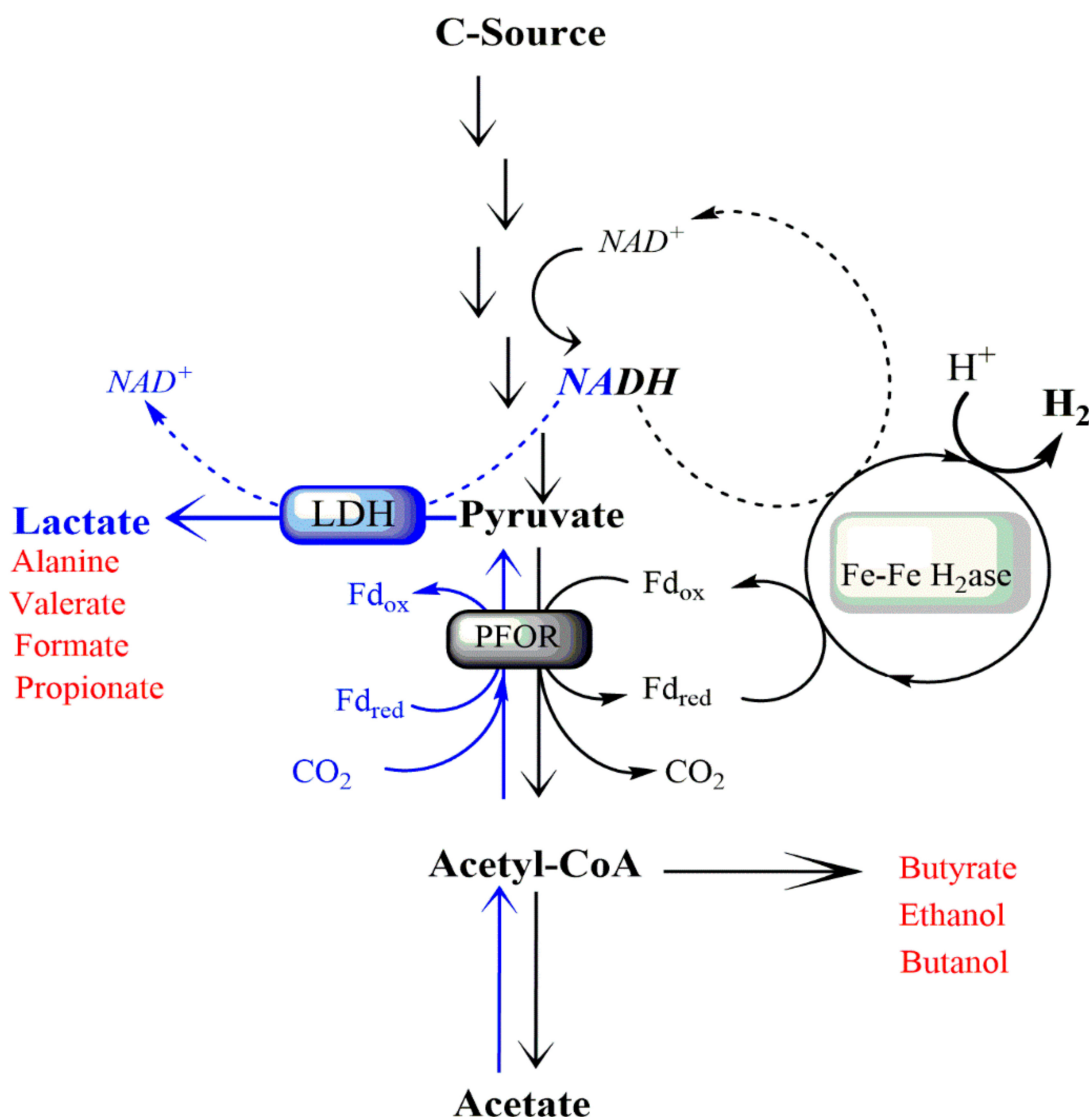 C-Source
NAD⁺
NADH
NAD⁺
H⁺
H₂
Lactate
LDH
Pyruvate
Alanine
Valerate
Formate
Propionate
Fdox
Fdox
Fe-Fe H₂ase
PFOR
Fdred
Fdred
CO₂
CO₂
Acetyl-CoA
Butyrate
Ethanol
Butanol
Acetate